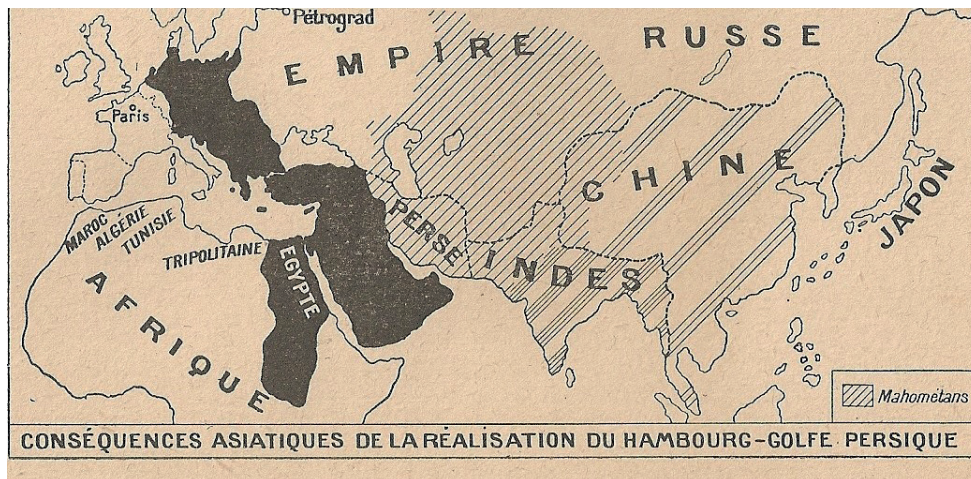 Pétrograd
EMPIRE RUSSE
Paris
CHINE
JAPON
PERSE
INDES
MAROC
ALGÉRIE
TUNISIE
TRIPOLITAINE
EGYPTE
AFRIQUE
Mahométans
CONSÉQUENCES ASIATIQUES DE LA RÉALISATION DU HAMBOURG-GOLFE PERSIQUE